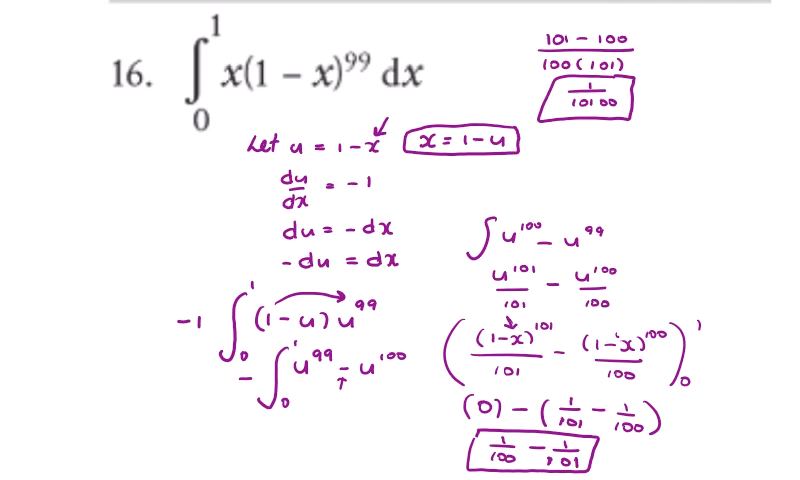 16. ∫₀¹ x(1 − x)⁹⁹ dx
Let u = 1 − x
x = 1 − u
du/dx = −1
du = −dx
−du = dx
−1 ∫₀¹ (1 − u) u⁹⁹
− ∫₀¹ u⁹⁹ − u¹⁰⁰
∫ u¹⁰⁰ − u⁹⁹
u¹⁰¹/101 − u¹⁰⁰/100
((1 − x)¹⁰¹/101 − (1 − x)¹⁰⁰/100)₀¹
(0) − (1/101 − 1/100)
1/100 − 1/101
101 − 100/100(101)
1/10100